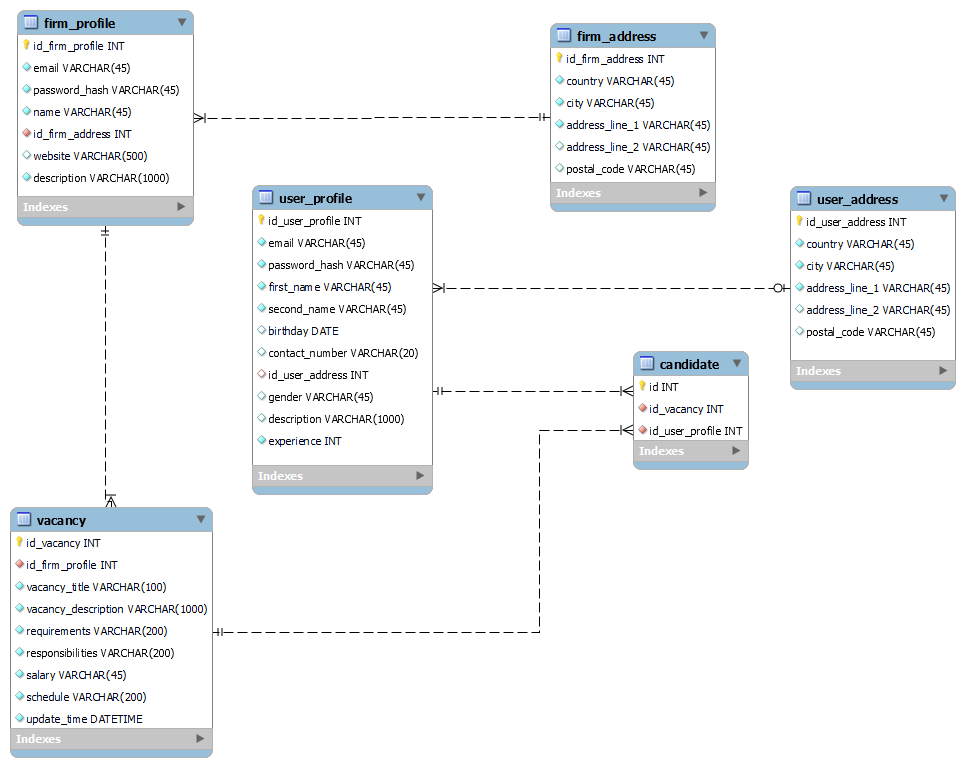 firm_profile
id_firm_profile INT
email VARCHAR(45)
password_hash VARCHAR(45)
name VARCHAR(45)
id_firm_address INT
website VARCHAR(500)
description VARCHAR(1000)
Indexes
firm_address
id_firm_address INT
country VARCHAR(45)
city VARCHAR(45)
address_line_1 VARCHAR(45)
address_line_2 VARCHAR(45)
postal_code VARCHAR(45)
Indexes
user_profile
id_user_profile INT
email VARCHAR(45)
password_hash VARCHAR(45)
first_name VARCHAR(45)
second_name VARCHAR(45)
birthday DATE
contact_number VARCHAR(20)
id_user_address INT
gender VARCHAR(45)
description VARCHAR(1000)
experience INT
Indexes
user_address
id_user_address INT
country VARCHAR(45)
city VARCHAR(45)
address_line_1 VARCHAR(45)
address_line_2 VARCHAR(45)
postal_code VARCHAR(45)
Indexes
candidate
id INT
id_vacancy INT
id_user_profile INT
Indexes
vacancy
id_vacancy INT
id_firm_profile INT
vacancy_title VARCHAR(100)
vacancy_description VARCHAR(1000)
requirements VARCHAR(200)
responsibilities VARCHAR(200)
salary VARCHAR(45)
schedule VARCHAR(200)
update_time DATETIME
Indexes